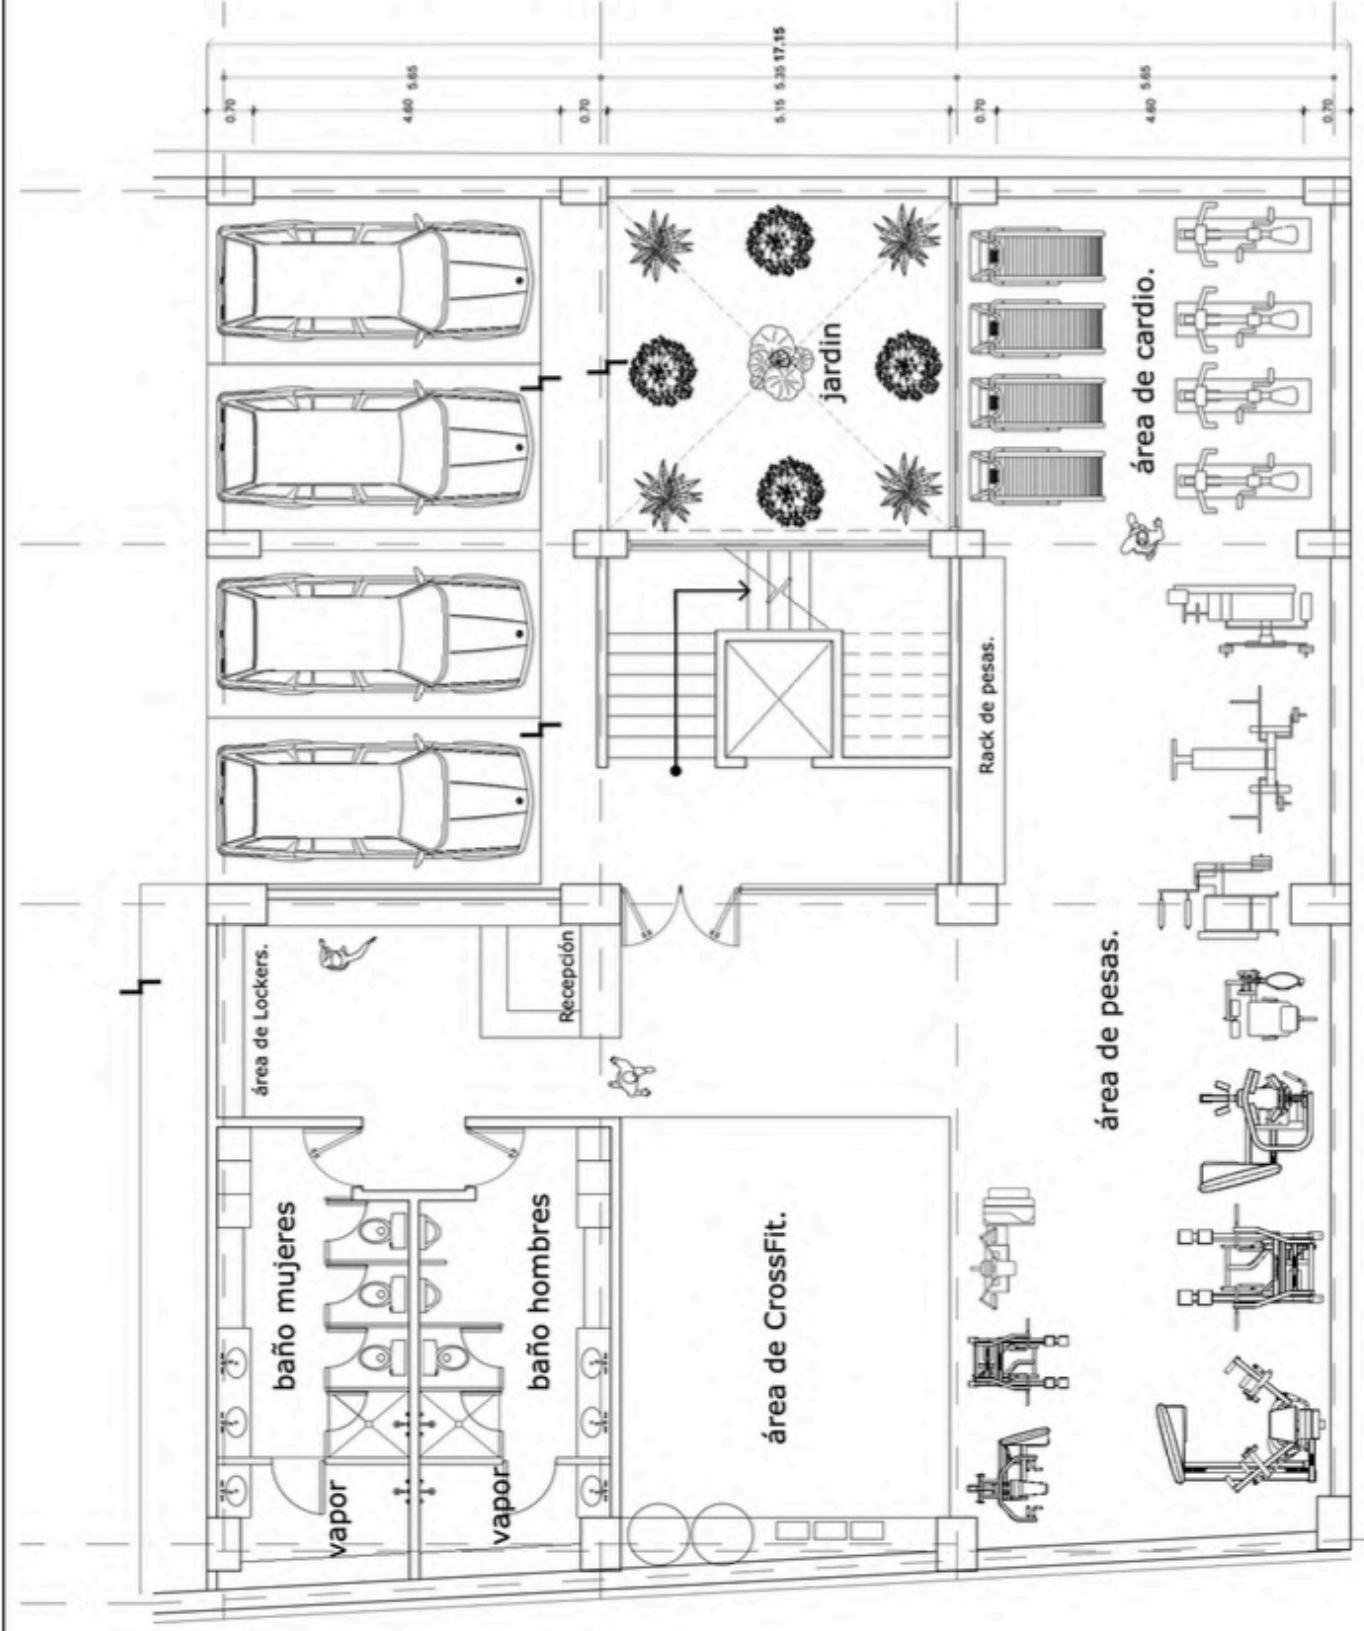 0.70
área de Lockers.
baño mujeres
vapor
4.60 5.65
vapor
baño hombres
Recepción
0.70
área de CrossFit.
5.15 5.35 17.15
jardin
0.70
Rack de pesas.
área de pesas.
área de cardio.
4.60 5.65
0.70